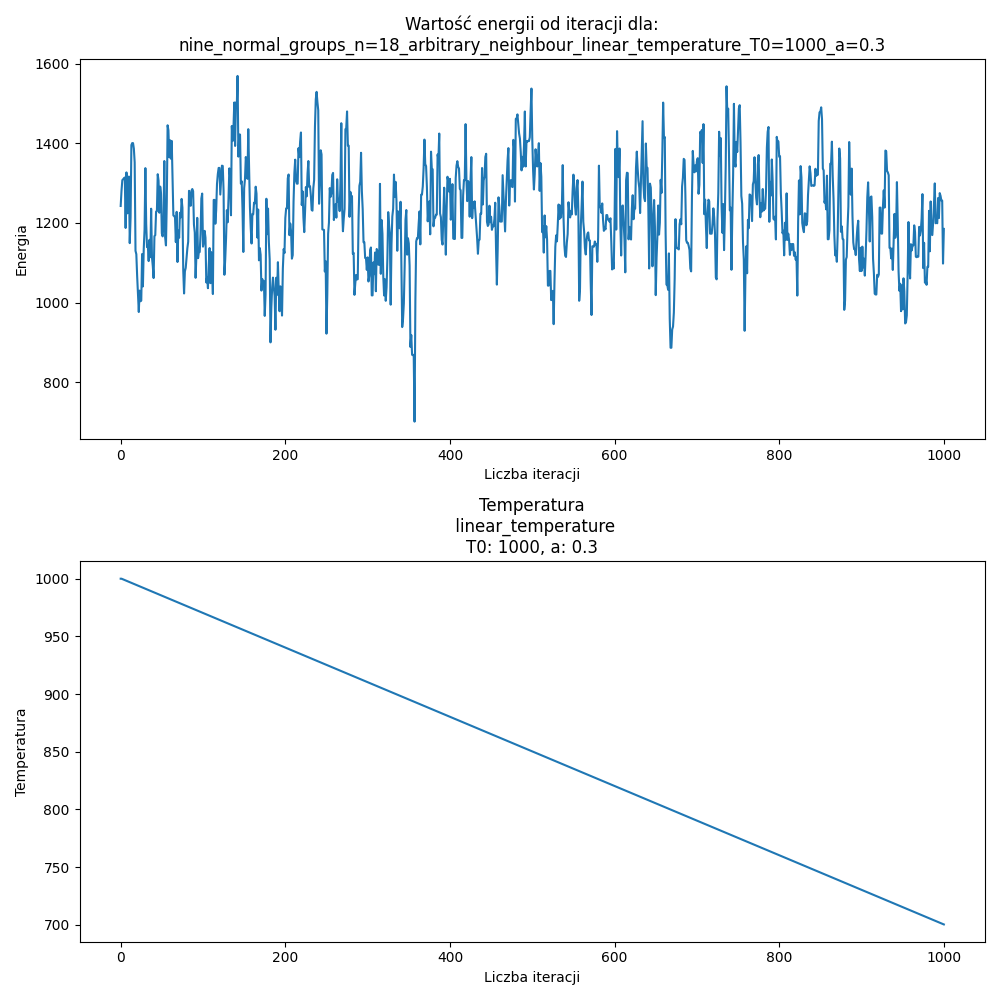 Wartość energii od iteracji dla:
nine_normal_groups_n=18_arbitrary_neighbour_linear_temperature_T0=1000_a=0.3
1600
1400
1200
1000
800
Energia
0 200 400 600 800 1000
Liczba iteracji
Temperatura
linear_temperature
T0: 1000, a: 0.3
1000
950
900
850
800
750
700
Temperatura
0 200 400 600 800 1000
Liczba iteracji